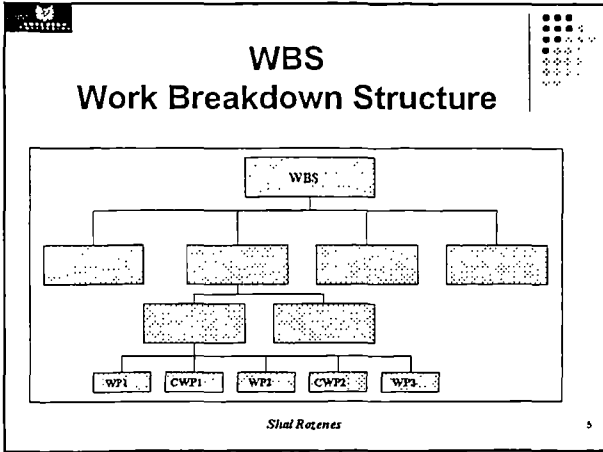 WBS
Work Breakdown Structure
WBS
WP1 CWP1 WP2 CWP2 WP3
Shai Rozenes
5